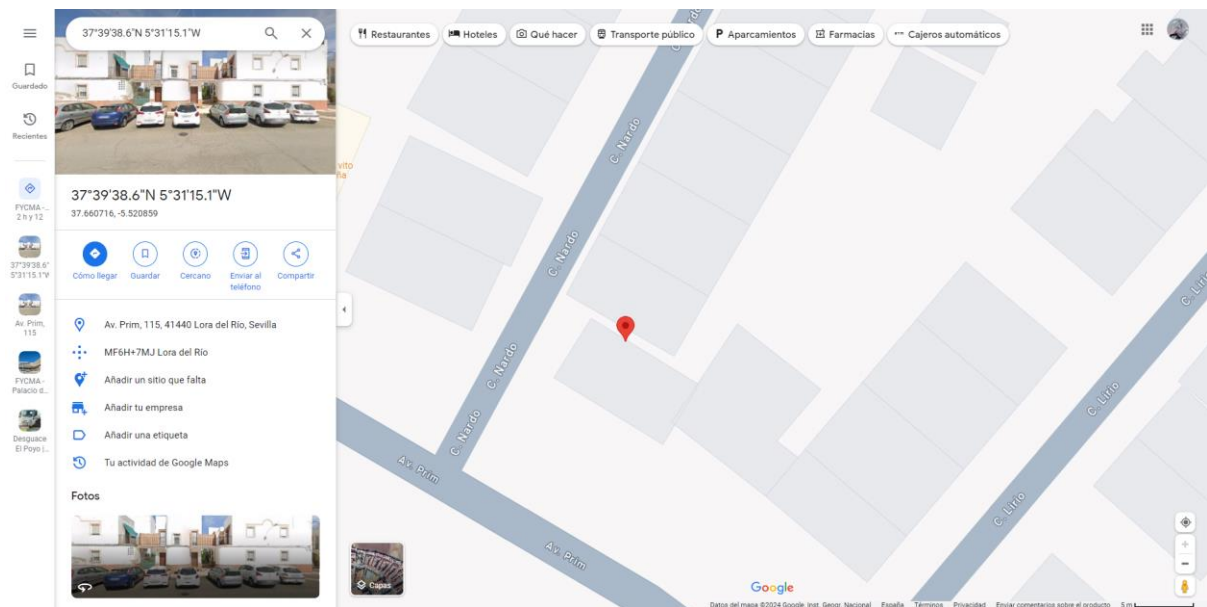 37°39'38.6"N 5°31'15.1"W
Guardado
Recientes
FYCMA -...
2 h y 12
37°39'38.6"
5°31'15.1"W
Av. Prim,
115
FYCMA -
Palacio d...
Desguace
El Poyo |...
37°39'38.6"N 5°31'15.1"W
37.660716, -5.520859
Cómo llegar
Guardar
Cercano
Enviar al
teléfono
Compartir
Av. Prim, 115, 41440 Lora del Río, Sevilla
MF6H+7MJ Lora del Río
Añadir un sitio que falta
Añadir tu empresa
Añadir una etiqueta
Tu actividad de Google Maps
Fotos
Restaurantes
Hoteles
Qué hacer
Transporte público
P Aparcamientos
Farmacias
Cajeros automáticos
C. Nardo
C. Nardo
C. Nardo
C. Nardo
C. Nardo
vito
ña
Av. Prim
Av. Prim
C. Lirio
C. Lirio
C. Lirio
Capas
Google
Datos del mapa ©2024 Google, Inst. Geogr. Nacional España Términos Privacidad Enviar comentarios sobre el producto 5 m